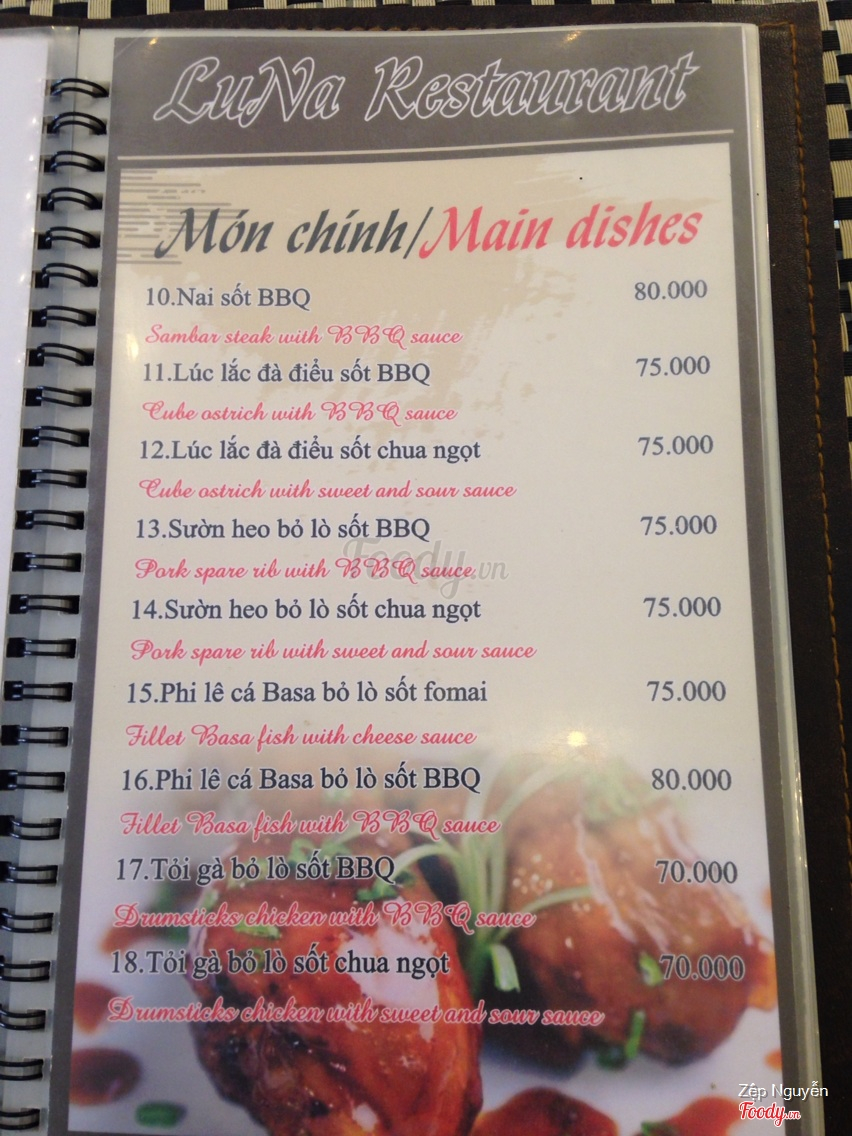 LuNa Restaurant
Món chính/Main dishes
10.Nai sốt BBQ 80.000
Sambar steak with BBQ sauce
11.Lúc lắc đà điểu sốt BBQ 75.000
Cube ostrich with BBQ sauce
12.Lúc lắc đà điểu sốt chua ngọt 75.000
Cube ostrich with sweet and sour sauce
13.Sườn heo bỏ lò sốt BBQ 75.000
Pork spare rib with BBQ sauce
Foody.vn
14.Sườn heo bỏ lò sốt chua ngọt 75.000
Pork spare rib with sweet and sour sauce
15.Phi lê cá Basa bỏ lò sốt fomai 75.000
Fillet Basa fish with cheese sauce
16.Phi lê cá Basa bỏ lò sốt BBQ 80.000
Fillet Basa fish with BBQ sauce
17.Tỏi gà bỏ lò sốt BBQ 70.000
Drumsticks chicken with BBQ sauce
18.Tỏi gà bỏ lò sốt chua ngọt 70.000
Drumsticks chicken with sweet and sour sauce
Zép Nguyễn
Foody.vn